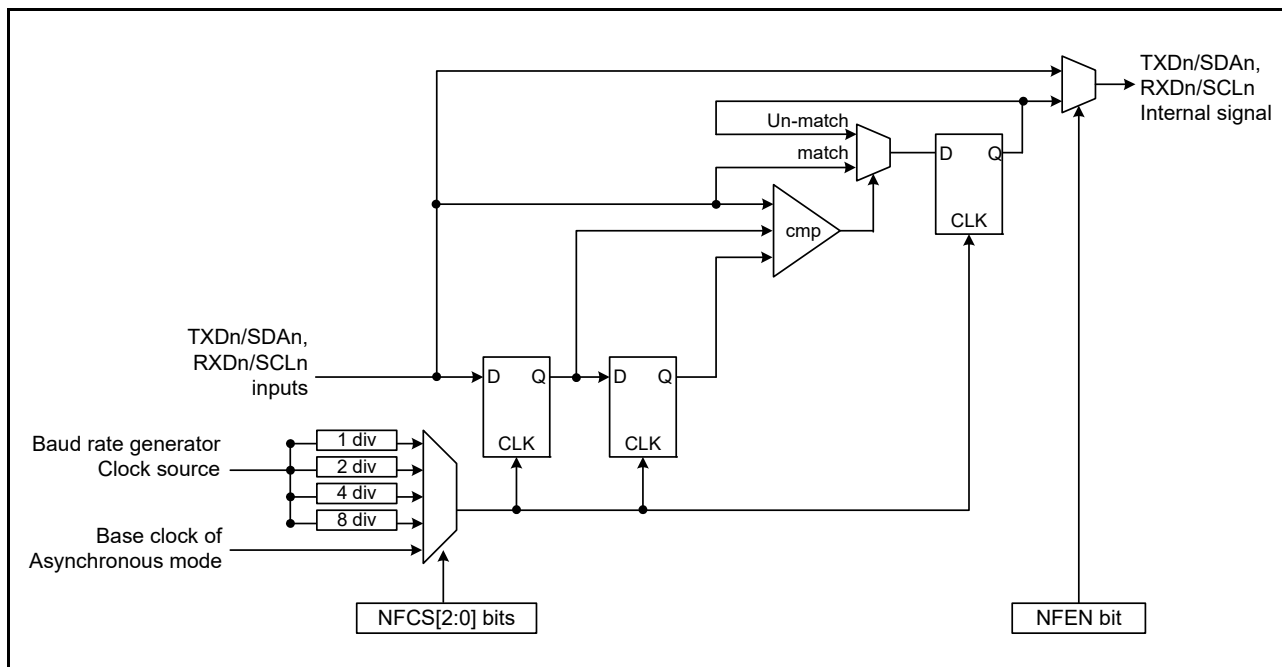 TXDn/SDAn,
RXDn/SCLn
Internal signal
Un-match
match
D
Q
CLK
cmp
TXDn/SDAn,
RXDn/SCLn
inputs
D
Q
CLK
D
Q
CLK
Baud rate generator
Clock source
1 div
2 div
4 div
8 div
Base clock of
Asynchronous mode
NFCS[2:0] bits
NFEN bit